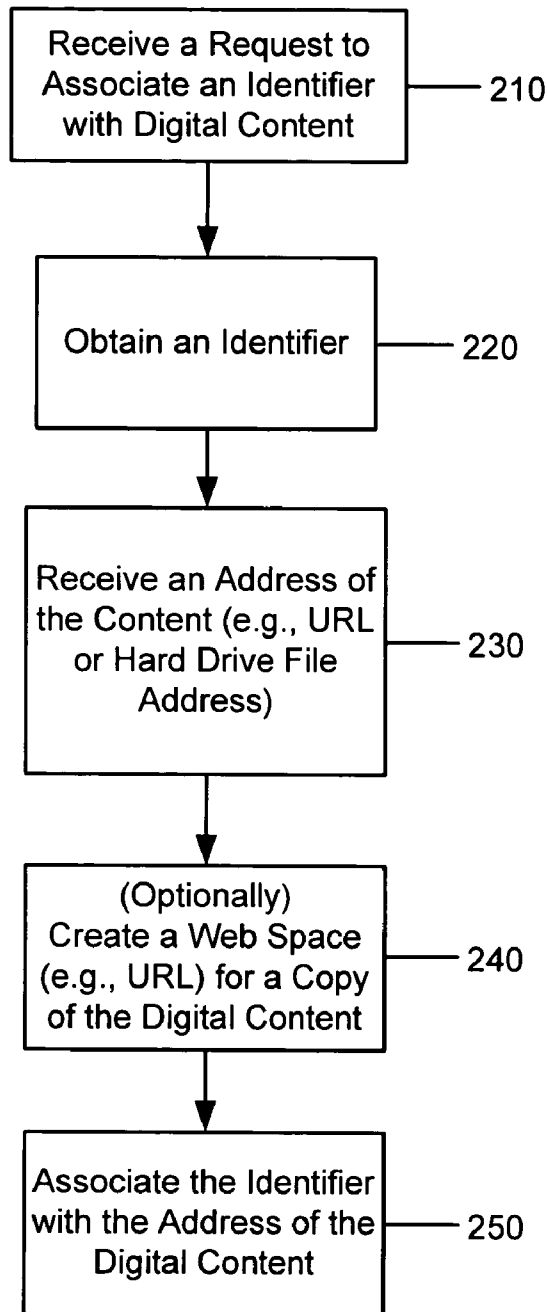 Receive a Request to
Associate an Identifier
with Digital Content
210
Obtain an Identifier
220
Receive an Address of
the Content (e.g., URL
or Hard Drive File
Address)
230
(Optionally)
Create a Web Space
(e.g., URL) for a Copy
of the Digital Content
240
Associate the Identifier
with the Address of the
Digital Content
250